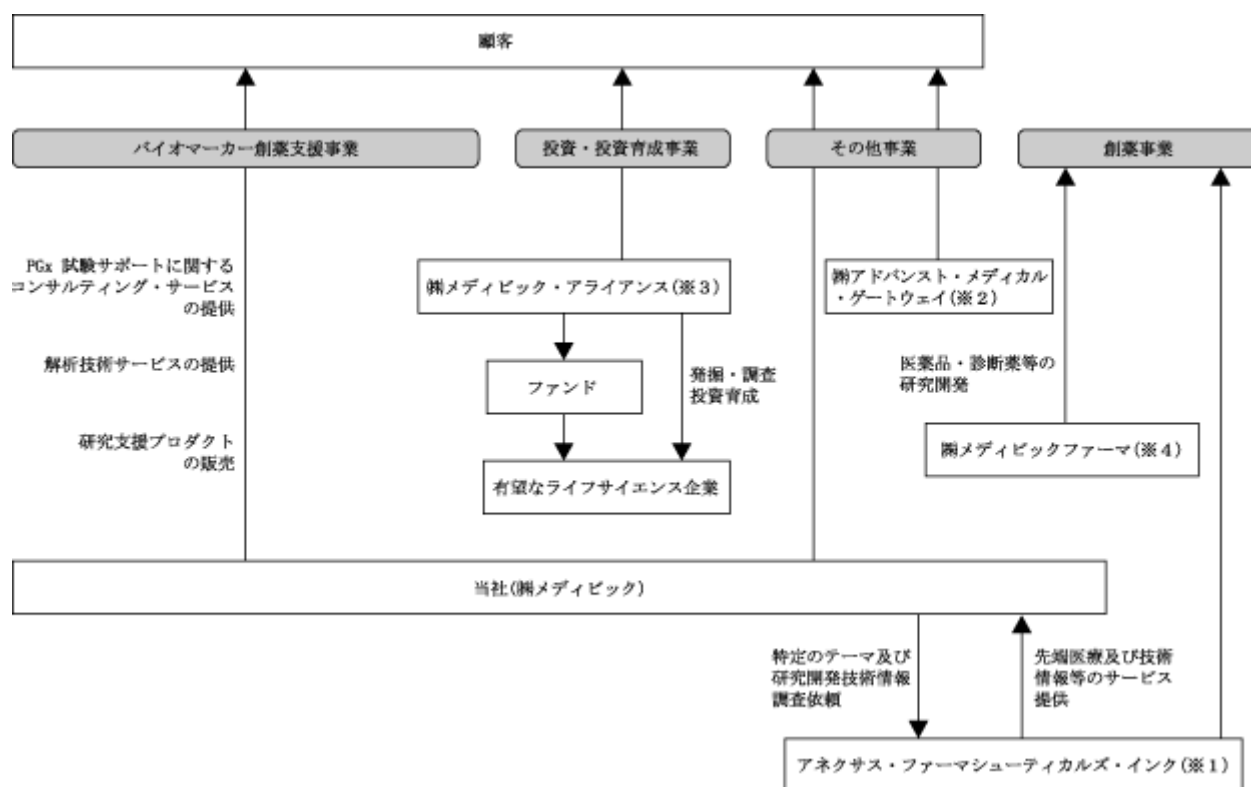 顧客
バイオマーカー創薬支援事業
投資・投資育成事業
その他事業
創薬事業
PGx 試験サポートに関する
コンサルティング・サービス
の提供
解析技術サービスの提供
研究支援プロダクト
の販売
㈱メディビック・アライアンス(※3)
ファンド
発掘・調査
投資育成
有望なライフサイエンス企業
㈱アドバンスト・メディカル
・ゲートウェイ(※2)
医薬品・診断薬等の
研究開発
㈱メディビックファーマ(※4)
当社(㈱メディビック)
特定のテーマ及び
研究開発技術情報
調査依頼
先端医療及び技術
情報等のサービス
提供
アネクサス・ファーマシューティカルズ・インク(※1)